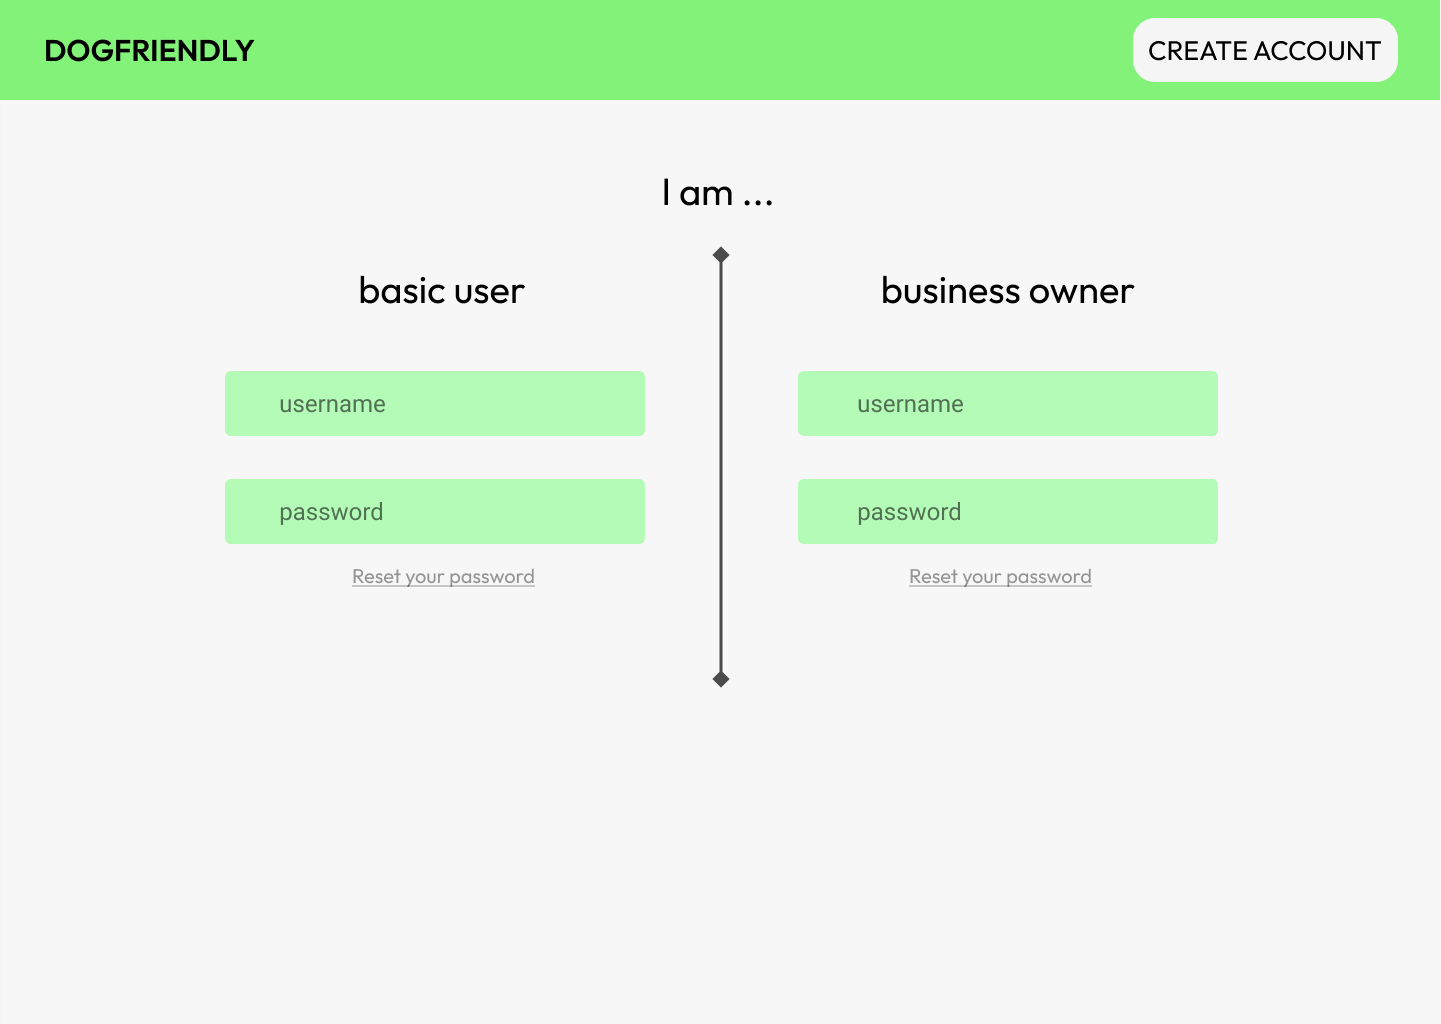 DOGFRIENDLY
CREATE ACCOUNT
I am ...
basic user
username
password
Reset your password
business owner
username
password
Reset your password